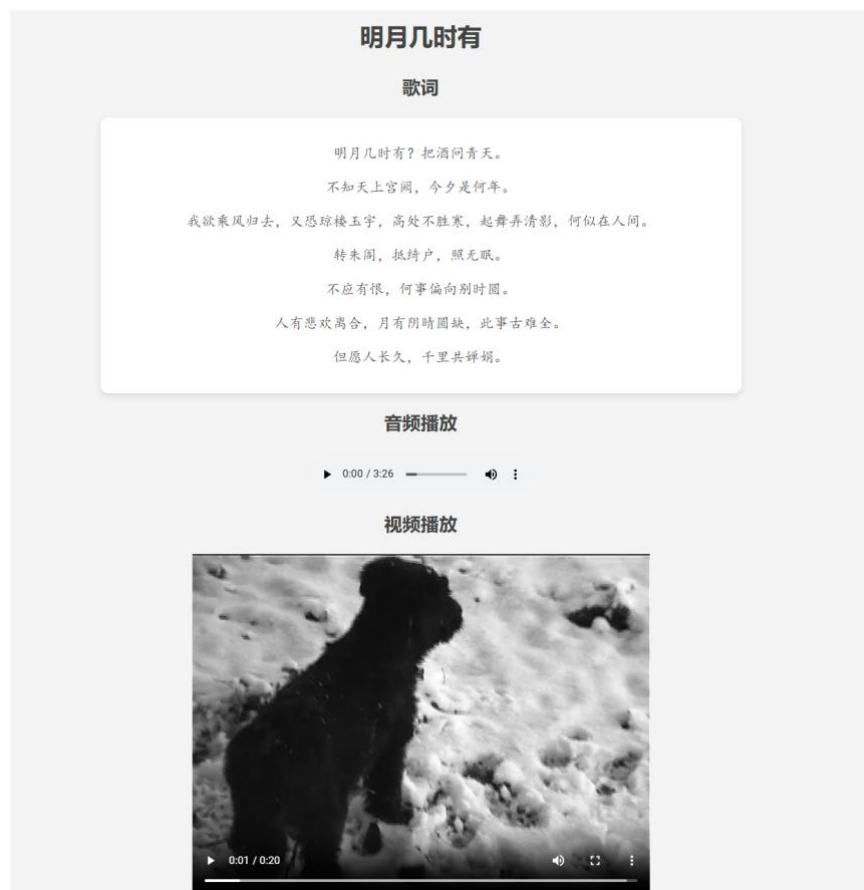 明月几时有
歌词
明月几时有？把酒问青天。
不知天上宫阙，今夕是何年。
我欲乘风归去，又恐琼楼玉宇，高处不胜寒，起舞弄清影，何似在人间。
转朱阁，抵绮户，照无眠。
不应有恨，何事偏向别时圆。
人有悲欢离合，月有阴晴圆缺，此事古难全。
但愿人长久，千里共婵娟。
音频播放
0:00 / 3:26
视频播放
0:01 / 0:20